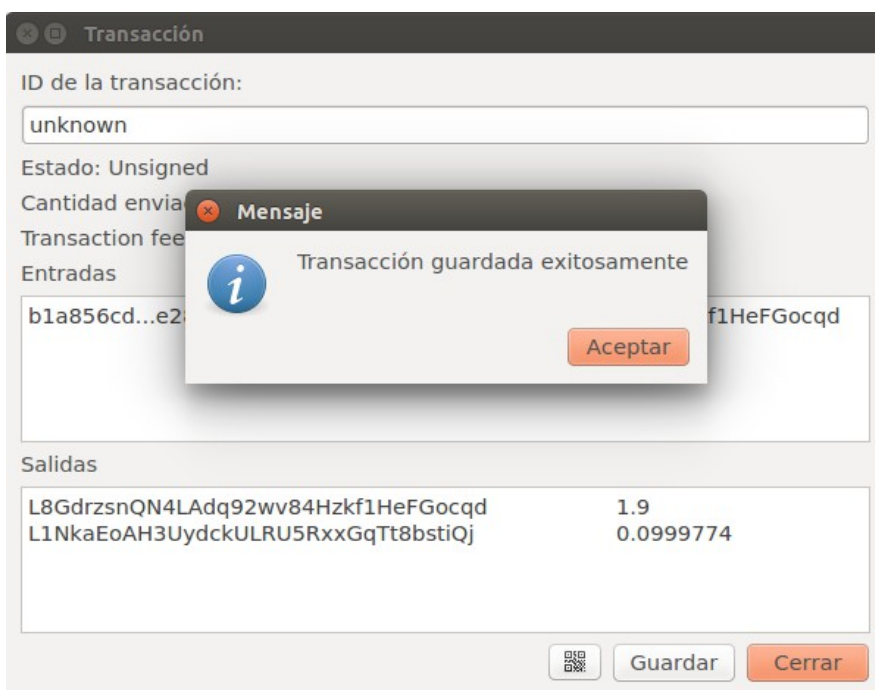 Transacción
ID de la transacción:
unknown
Estado: Unsigned
Cantidad envia
Transaction fee
Entradas
b1a856cd...e28 f1HeFGocqd
Mensaje
Transacción guardada exitosamente
Aceptar
Salidas
L8GdrzsnQN4LAdq92wv84Hzkf1HeFGocqd 1.9
L1NkaEoAH3UydckULRU5RxxGqTt8bstiQj 0.0999774
Guardar Cerrar